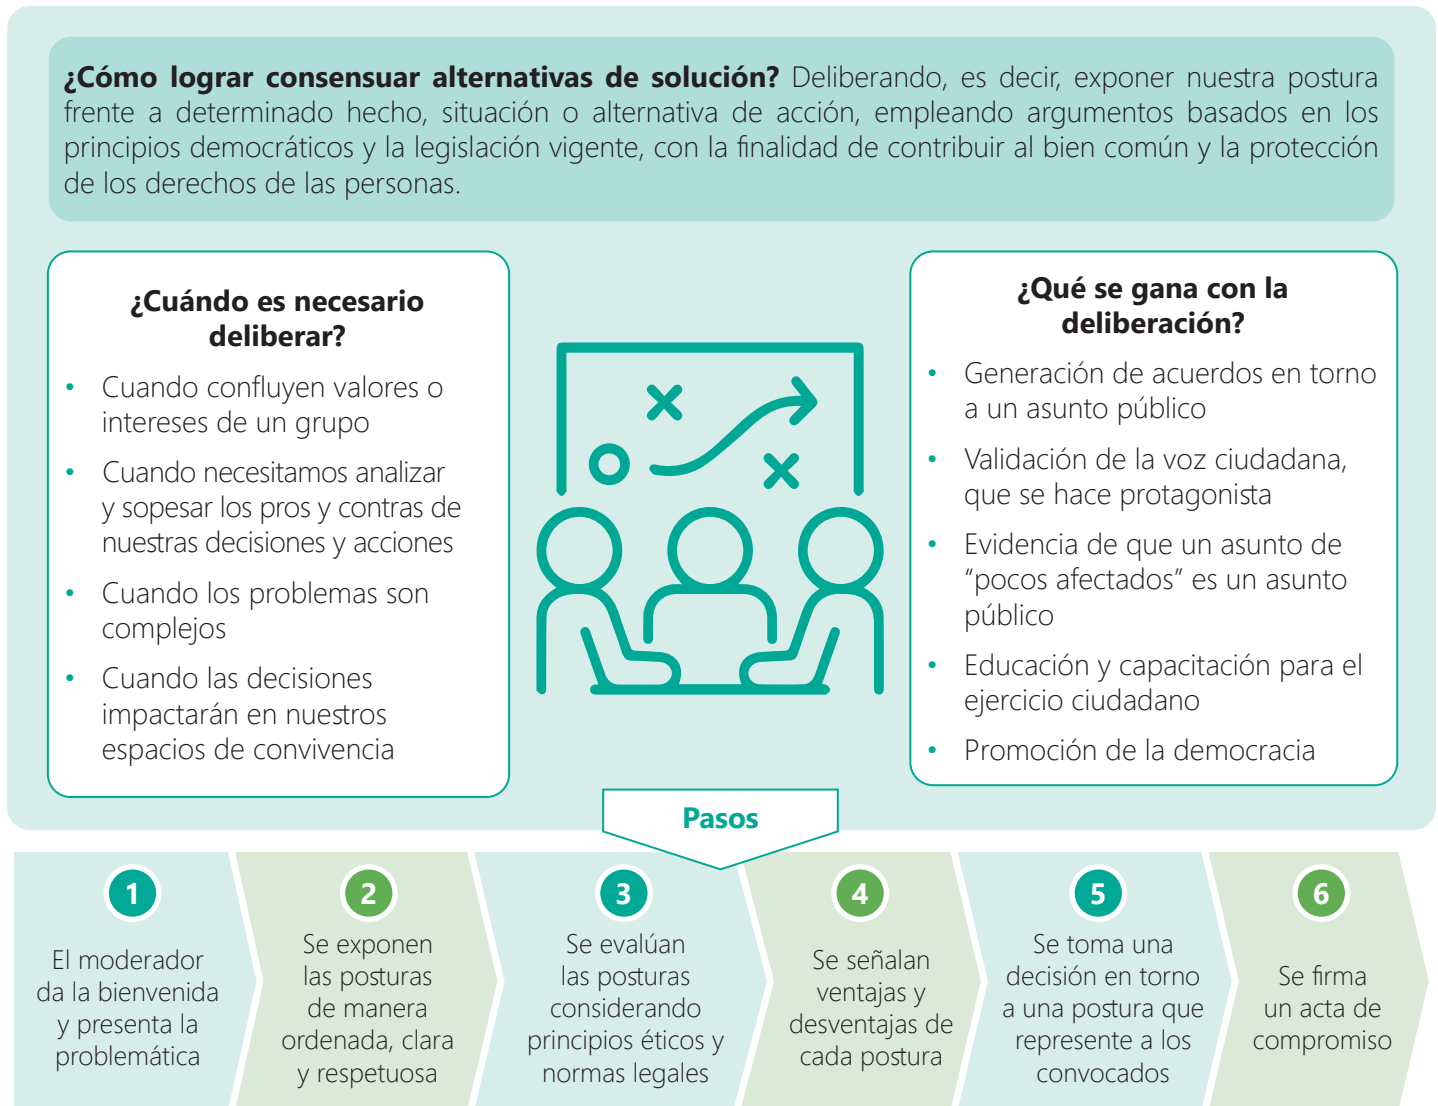 ¿Cómo lograr consensuar alternativas de solución? Deliberando, es decir, exponer nuestra postura
frente a determinado hecho, situación o alternativa de acción, empleando argumentos basados en los
principios democráticos y la legislación vigente, con la finalidad de contribuir al bien común y la protección
de los derechos de las personas.
¿Cuándo es necesario
deliberar?
• Cuando confluyen valores o
intereses de un grupo
• Cuando necesitamos analizar
y sopesar los pros y contras de
nuestras decisiones y acciones
• Cuando los problemas son
complejos
• Cuando las decisiones
impactarán en nuestros
espacios de convivencia
¿Qué se gana con la
deliberación?
• Generación de acuerdos en torno
a un asunto público
• Validación de la voz ciudadana,
que se hace protagonista
• Evidencia de que un asunto de
“pocos afectados” es un asunto
público
• Educación y capacitación para el
ejercicio ciudadano
• Promoción de la democracia
Pasos
1
El moderador
da la bienvenida
y presenta la
problemática
2
Se exponen
las posturas
de manera
ordenada, clara
y respetuosa
3
Se evalúan
las posturas
considerando
principios éticos y
normas legales
4
Se señalan
ventajas y
desventajas de
cada postura
5
Se toma una
decisión en torno
a una postura que
represente a los
convocados
6
Se firma
un acta de
compromiso